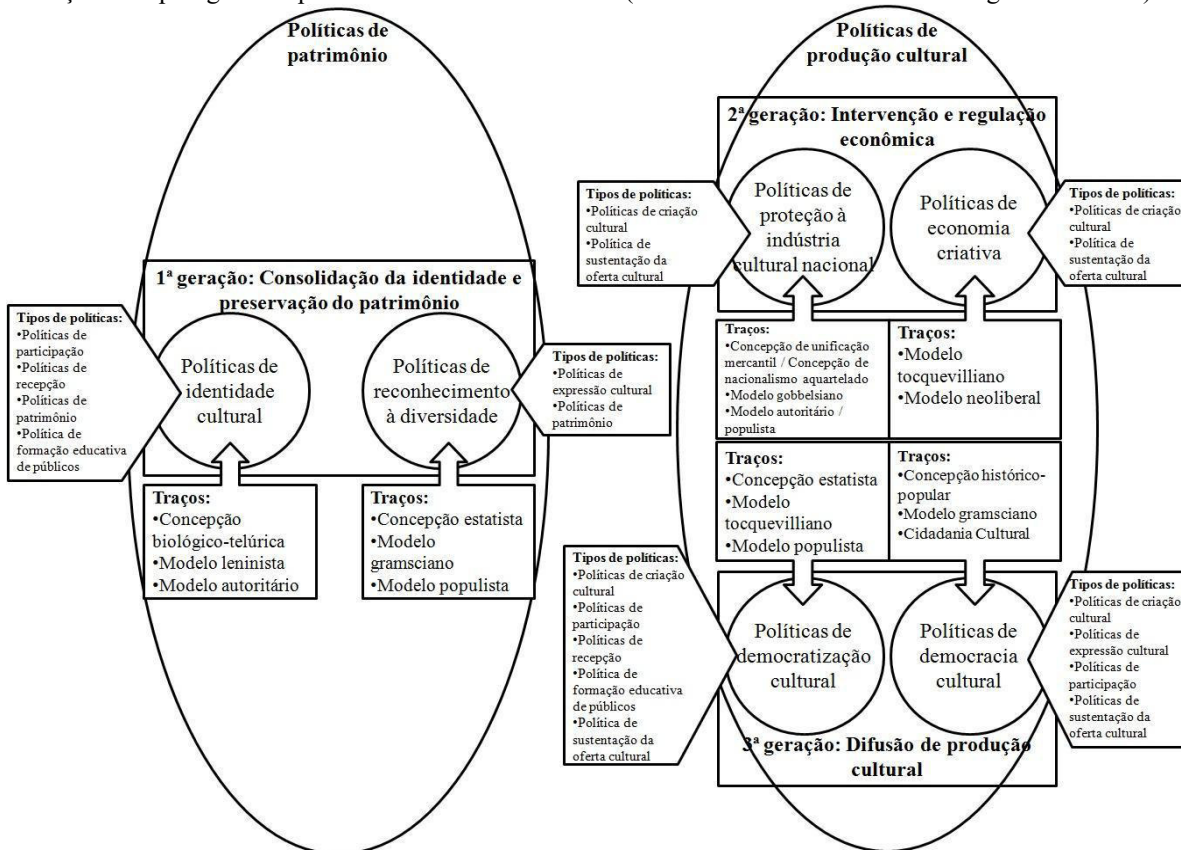 Políticas de
patrimônio
1ª geração: Consolidação da identidade e
preservação do patrimônio
Tipos de políticas:
•Políticas de
participação
•Políticas de
recepção
•Políticas de
patrimônio
•Política de
formação educativa
de públicos
Políticas de
identidade
cultural
Políticas de
reconhecimento
à diversidade
Tipos de políticas:
•Políticas de
expressão cultural
•Políticas de
patrimônio
Traços:
•Concepção
biológico-telúrica
•Modelo leninista
•Modelo autoritário
Traços:
•Concepção estatista
•Modelo
gramsciano
•Modelo populista
Políticas de
produção cultural
2ª geração: Intervenção e regulação
econômica
Tipos de políticas:
•Políticas de criação
cultural
•Política de
sustentação da
oferta cultural
Políticas de
proteção à
indústria
cultural nacional
Políticas de
economia
criativa
Tipos de políticas:
•Políticas de criação
cultural
•Política de
sustentação da
oferta cultural
Traços:
•Concepção de unificação
mercantil / Concepção de
nacionalismo aquartelado
•Modelo gobbelsiano
•Modelo autoritário /
populista
Traços:
•Modelo
tocquevilliano
•Modelo neoliberal
Traços:
•Concepção estatista
•Modelo
tocquevilliano
•Modelo populista
Traços:
•Concepção histórico-
popular
•Modelo gramsciano
•Cidadania Cultural
Tipos de políticas:
•Políticas de criação
cultural
•Políticas de
participação
•Políticas de
recepção
•Política de
formação educativa
de públicos
•Política de
sustentação da
oferta cultural
Políticas de
democratização
cultural
Políticas de
democracia
cultural
Tipos de políticas:
•Políticas de criação
cultural
•Políticas de
expressão cultural
•Políticas de
participação
•Políticas de
sustentação da
oferta cultural
3ª geração: Difusão de produção
cultural